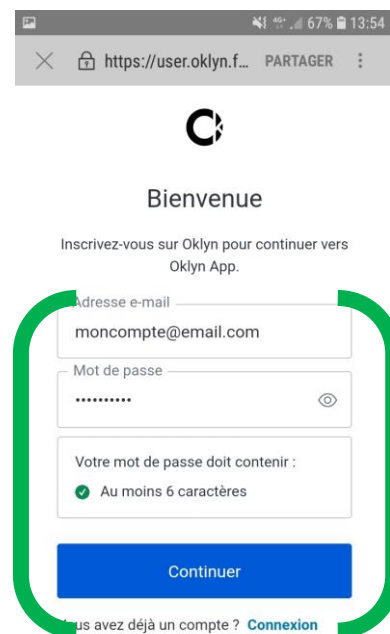 67% 13:54
https://user.oklyn.f... PARTAGER
Bienvenue
Inscrivez-vous sur Oklyn pour continuer vers
Oklyn App.
Adresse e-mail
moncompte@email.com
Mot de passe
••••••••••
Votre mot de passe doit contenir :
Au moins 6 caractères
Continuer
avez déjà un compte ? Connexion